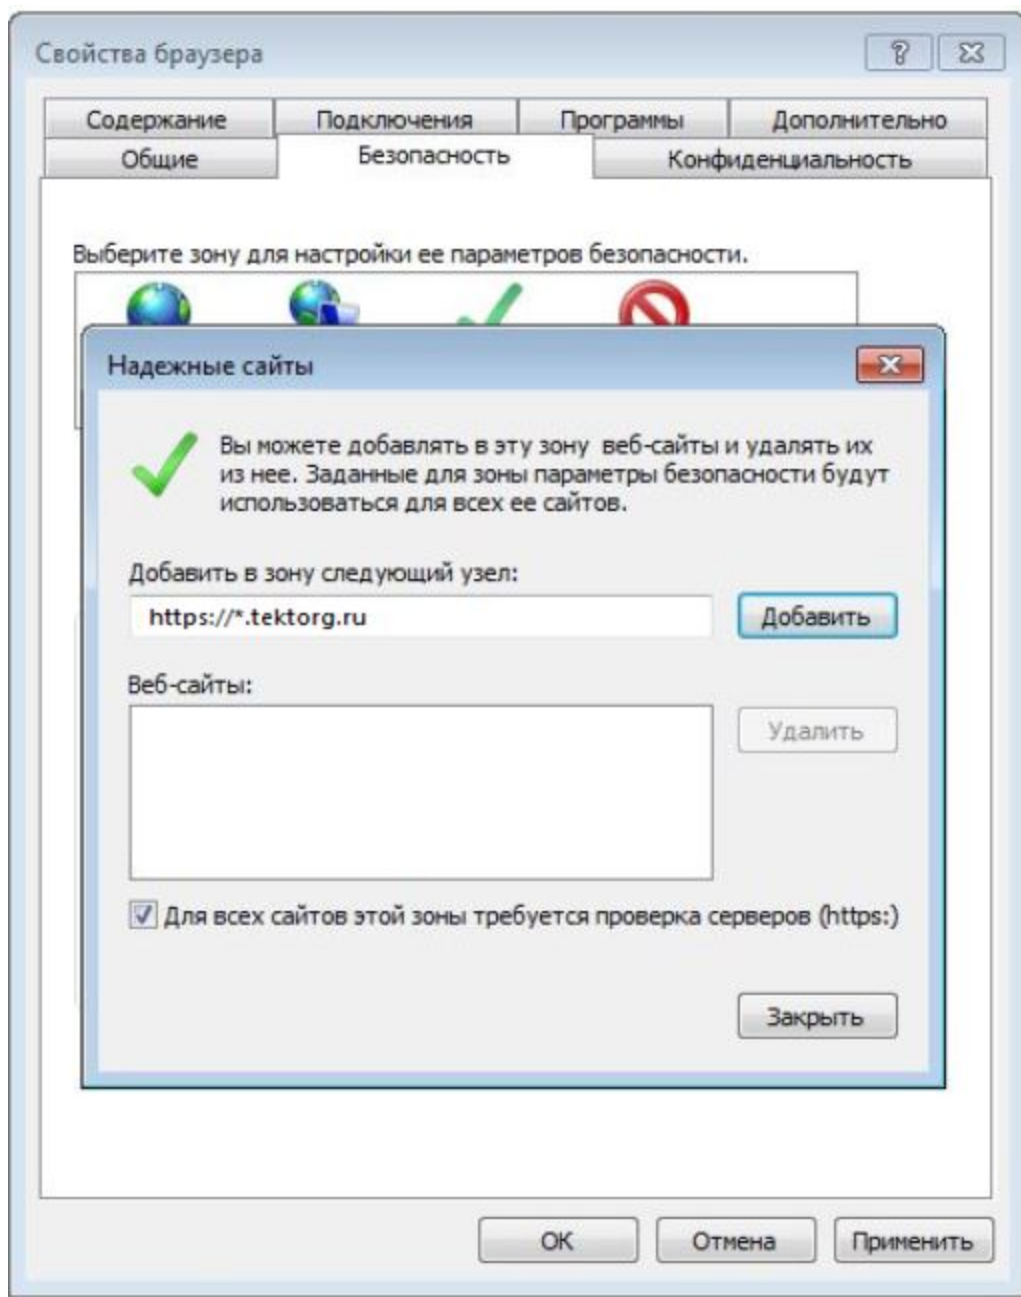 Свойства браузера
Содержание Подключения Программы Дополнительно
Общие Безопасность Конфиденциальность
Выберите зону для настройки ее параметров безопасности.
Надежные сайты
Вы можете добавлять в эту зону веб-сайты и удалять их
из нее. Заданные для зоны параметры безопасности будут
использоваться для всех ее сайтов.
Добавить в зону следующий узел:
https://*.tektorg.ru Добавить
Веб-сайты:
Удалить
Для всех сайтов этой зоны требуется проверка серверов (https:)
Закрыть
ОК Отмена Применить